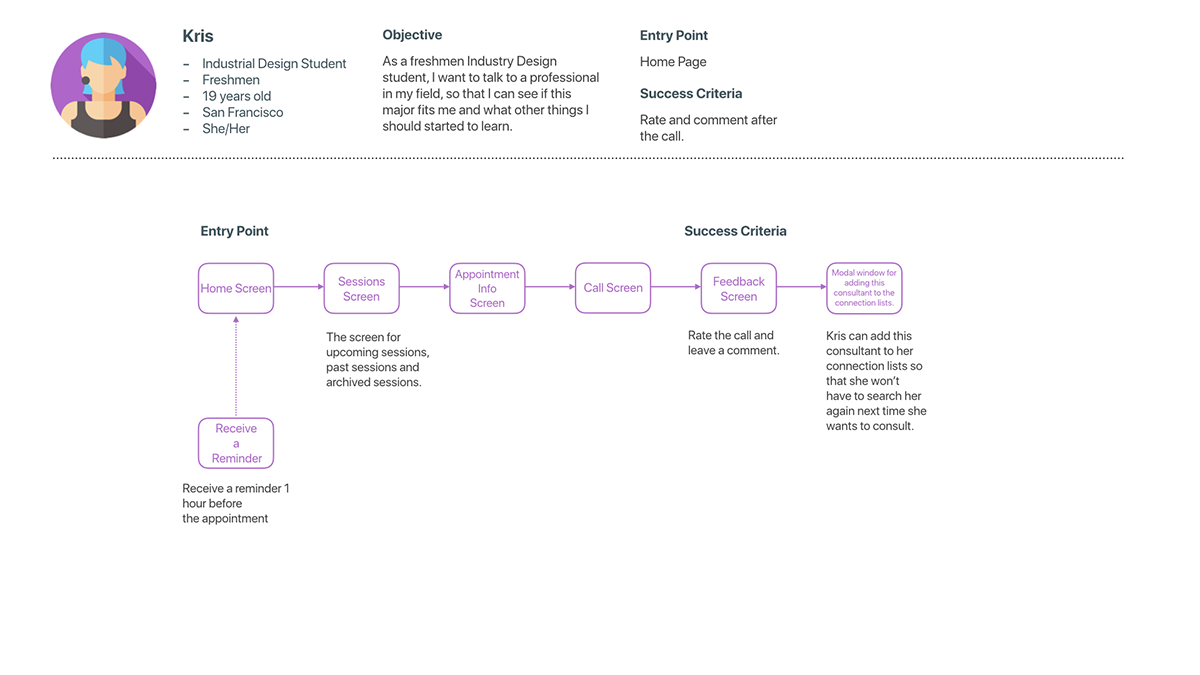 Kris
– Industrial Design Student
– Freshmen
– 19 years old
– San Francisco
– She/Her
Objective
As a freshmen Industry Design
student, I want to talk to a professional
in my field, so that I can see if this
major fits me and what other things I
should started to learn.
Entry Point
Home Page
Success Criteria
Rate and comment after
the call.
Entry Point
Success Criteria
Home Screen
Sessions
Screen
Appointment
Info
Screen
Call Screen
Feedback
Screen
Modal window for
adding this
consultant to the
connection lists.
The screen for
upcoming sessions,
past sessions and
archived sessions.
Rate the call and
leave a comment.
Kris can add this
consultant to her
connection lists so
that she won't
have to search her
again next time she
wants to consult.
Receive
a
Reminder
Receive a reminder 1
hour before
the appointment